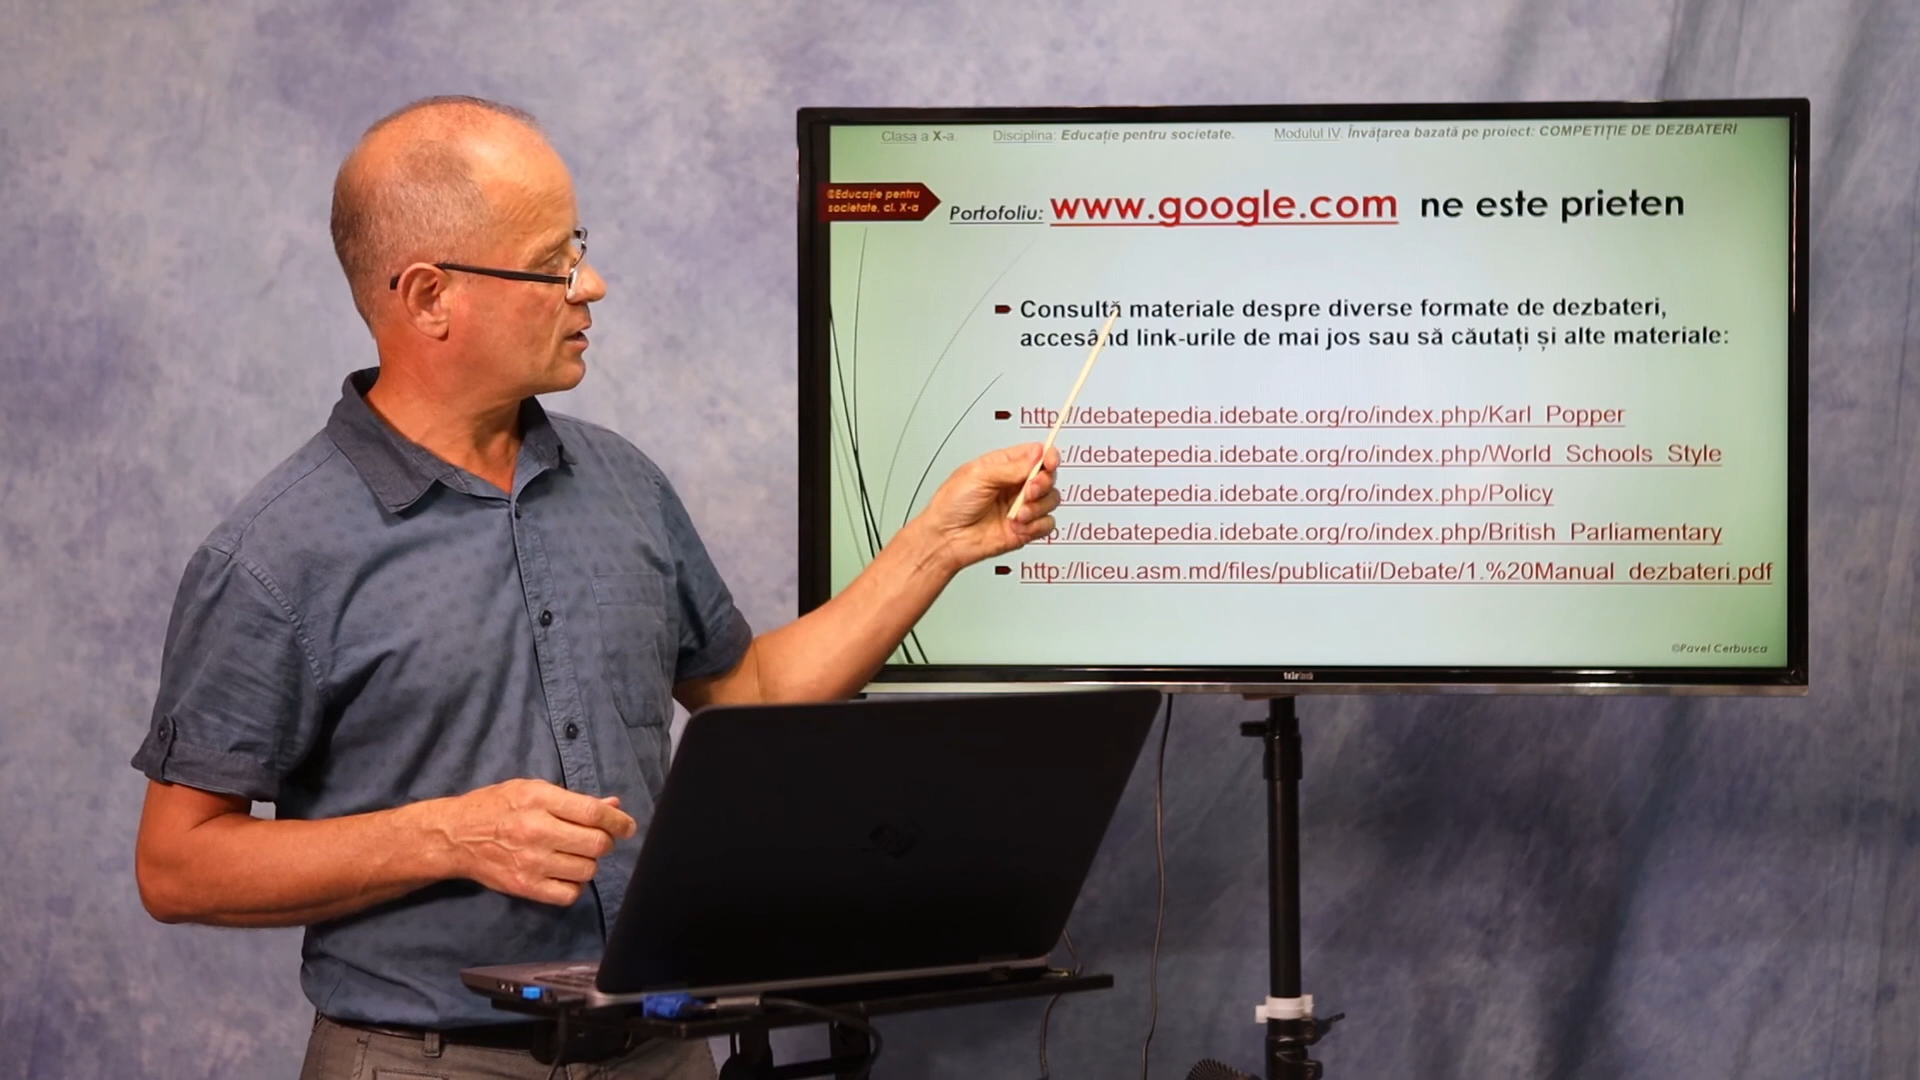 Clasa a X-a. Disciplina: Educație pentru societate. Modulul IV. Învățarea bazată pe proiect: COMPETIȚIE DE DEZBATERI
©Educație pentru
societate, cl. X-a
Portofoliu: www.google.com ne este prieten
Consultă materiale despre diverse formate de dezbateri,
accesând link-urile de mai jos sau să căutați și alte materiale:
http://debatepedia.idebate.org/ro/index.php/Karl_Popper
://debatepedia.idebate.org/ro/index.php/World_Schools_Style
://debatepedia.idebate.org/ro/index.php/Policy
p://debatepedia.idebate.org/ro/index.php/British_Parliamentary
http://liceu.asm.md/files/publicatii/Debate/1.%20Manual_dezbateri.pdf
©Pavel Cerbusca